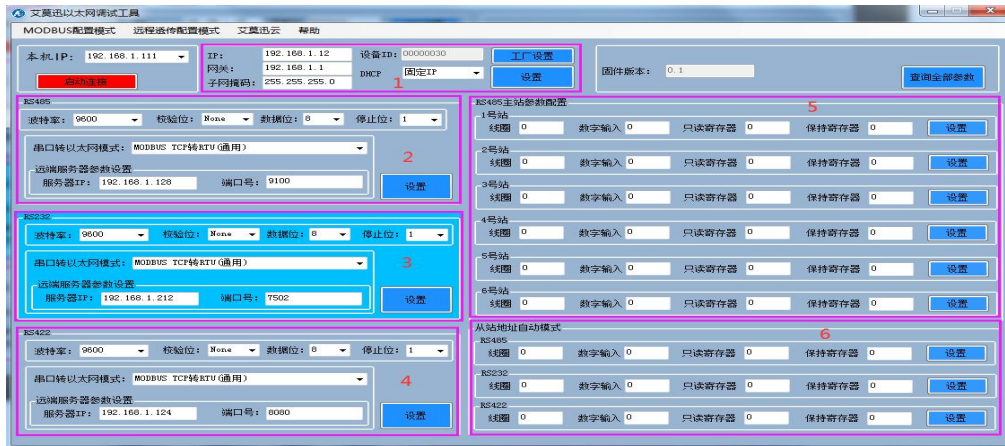 艾莫迅以太网调试工具
MODBUS配置模式 远程透传配置模式 艾莫迅云 帮助
本机IP: 192.168.1.111
启动连接
IP: 192.168.1.12 设备ID: 00000030 工厂设置
网关: 192.168.1.1 DHCP 固定IP 设置
子网掩码: 255.255.255.0 1
固件版本: 0.1 查询全部参数
RS485
波特率: 9600 校验位: None 数据位: 8 停止位: 1
串口转以太网模式: MODBUS TCP转RTU(通用) 2
远端服务器参数设置
服务器IP: 192.168.1.128 端口号: 9100 设置
RS232
波特率: 9600 校验位: None 数据位: 8 停止位: 1
串口转以太网模式: MODBUS TCP转RTU(通用) 3
远端服务器参数设置
服务器IP: 192.168.1.212 端口号: 7502 设置
RS422
波特率: 9600 校验位: None 数据位: 8 停止位: 1
串口转以太网模式: MODBUS TCP转RTU(通用) 4
远端服务器参数设置
服务器IP: 192.168.1.124 端口号: 8080 设置
RS485主站参数配置 5
1号站
线圈 0 数字输入 0 只读寄存器 0 保持寄存器 0 设置
2号站
线圈 0 数字输入 0 只读寄存器 0 保持寄存器 0 设置
3号站
线圈 0 数字输入 0 只读寄存器 0 保持寄存器 0 设置
4号站
线圈 0 数字输入 0 只读寄存器 0 保持寄存器 0 设置
5号站
线圈 0 数字输入 0 只读寄存器 0 保持寄存器 0 设置
6号站
线圈 0 数字输入 0 只读寄存器 0 保持寄存器 0 设置
从站地址自动模式 6
RS485
线圈 0 数字输入 0 只读寄存器 0 保持寄存器 0 设置
RS232
线圈 0 数字输入 0 只读寄存器 0 保持寄存器 0 设置
RS422
线圈 0 数字输入 0 只读寄存器 0 保持寄存器 0 设置